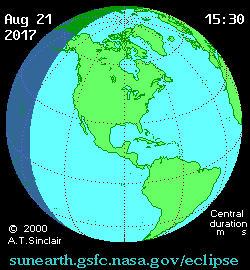 Aug 21 15:30
2017
Central
duration
m s
© 2000
A.T.Sinclair
sunearth.gsfc.nasa.gov/eclipse